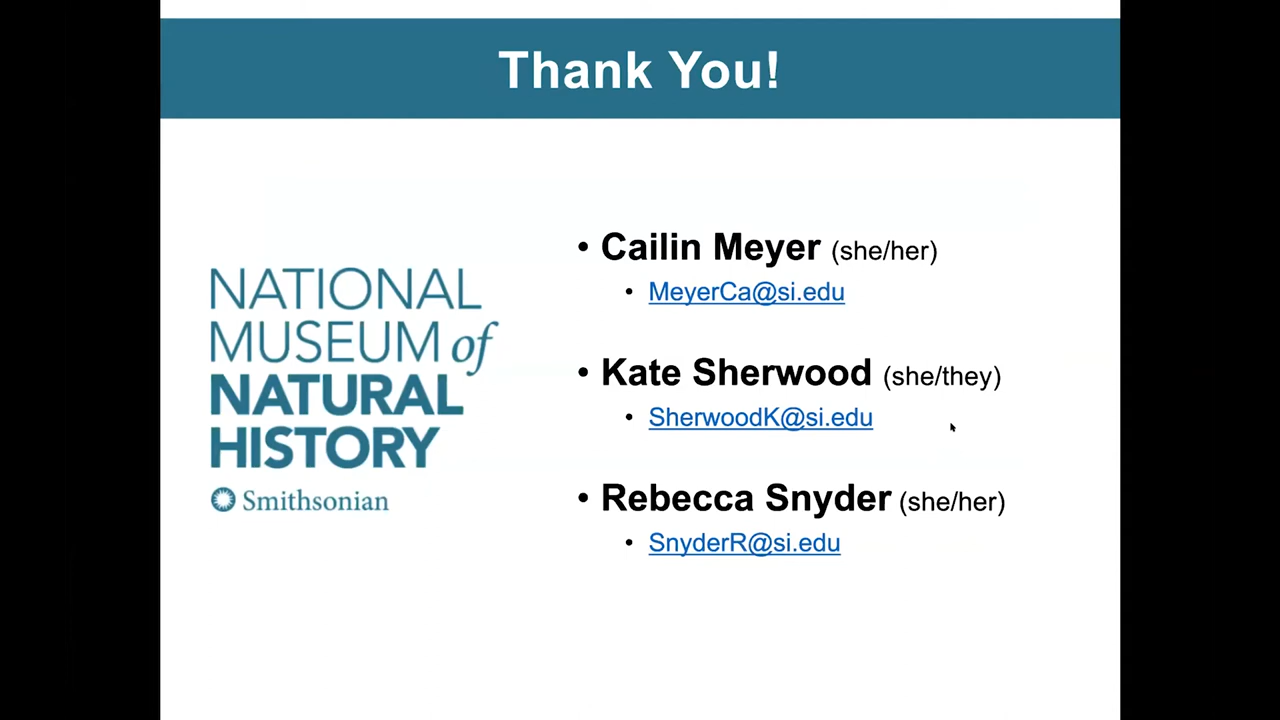 Thank You!
NATIONAL
MUSEUM of
NATURAL
HISTORY
Smithsonian
• Cailin Meyer (she/her)
• MeyerCa@si.edu
• Kate Sherwood (she/they)
• SherwoodK@si.edu
• Rebecca Snyder (she/her)
• SnyderR@si.edu